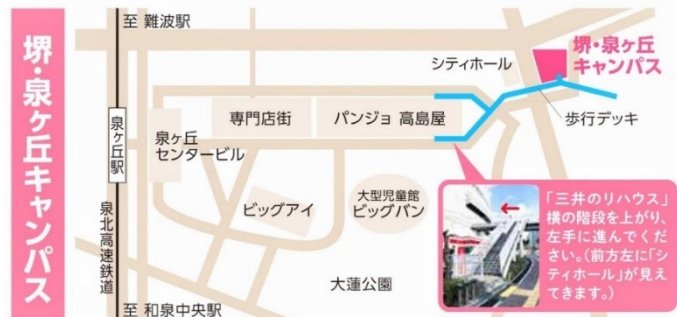 堺・泉ヶ丘キャンパス
至 難波駅
泉ヶ丘駅
泉北高速鉄道
至 和泉中央駅
泉ヶ丘
センタービル
専門店街
パンジョ 高島屋
シティホール
堺・泉ヶ丘
キャンパス
歩行デッキ
ビッグアイ
大型児童館
ビッグバン
大蓮公園
「三井のリハウス」
横の階段を上がり、
左手に進んでくだ
さい。(前方左に「シ
ティホール」が見え
てきます。)